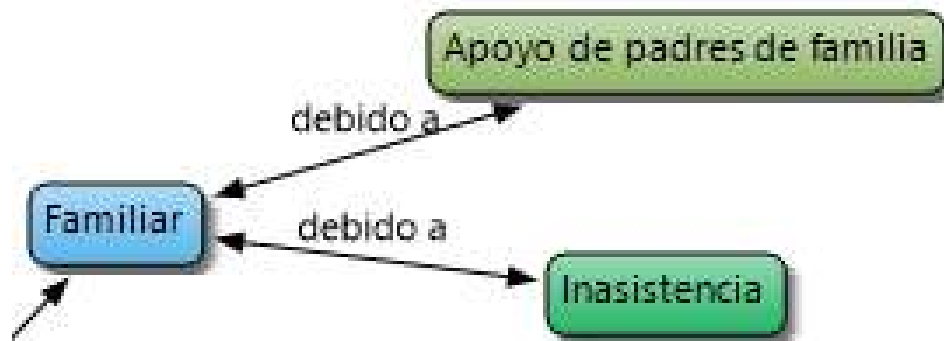 Apoyo de padres de familia
debido a
Familiar
debido a
Inasistencia